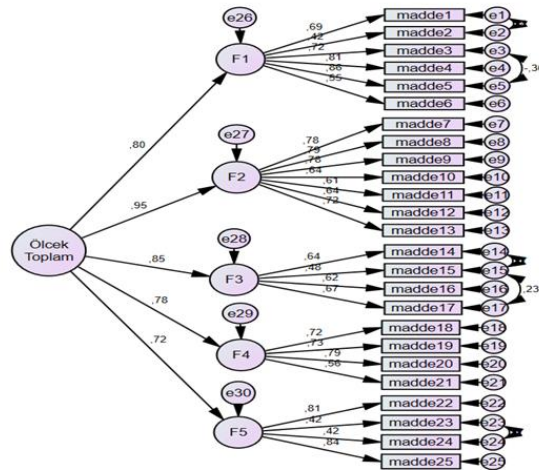 e26
F1
,69
,42
,72
,81
,86
,55
madde1
madde2
madde3
madde4
madde5
madde6
e1
e2
e3
e4
e5
e6
-,30
,80
e27
F2
,78
,79
,78
,64
,61
,64
,72
madde7
madde8
madde9
madde10
madde11
madde12
madde13
e7
e8
e9
e10
e11
e12
e13
,95
Ölcek
Toplam
,85
e28
F3
,64
,48
,62
,67
madde14
madde15
madde16
madde17
e14
e15
e16
e17
,23
,78
e29
F4
,72
,73
,79
,56
madde18
madde19
madde20
madde21
e18
e19
e20
e21
,72
e30
F5
,81
,42
,42
,84
madde22
madde23
madde24
madde25
e22
e23
e24
e25